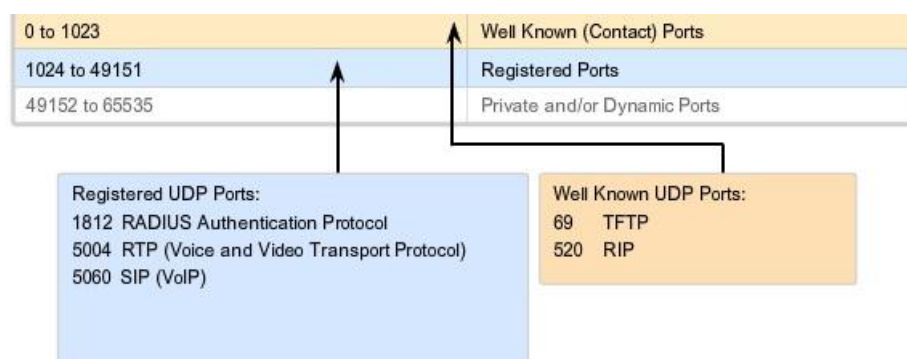 0 to 1023 Well Known (Contact) Ports
1024 to 49151 Registered Ports
49152 to 65535 Private and/or Dynamic Ports
Registered UDP Ports:
1812 RADIUS Authentication Protocol
5004 RTP (Voice and Video Transport Protocol)
5060 SIP (VoIP)
Well Known UDP Ports:
69 TFTP
520 RIP